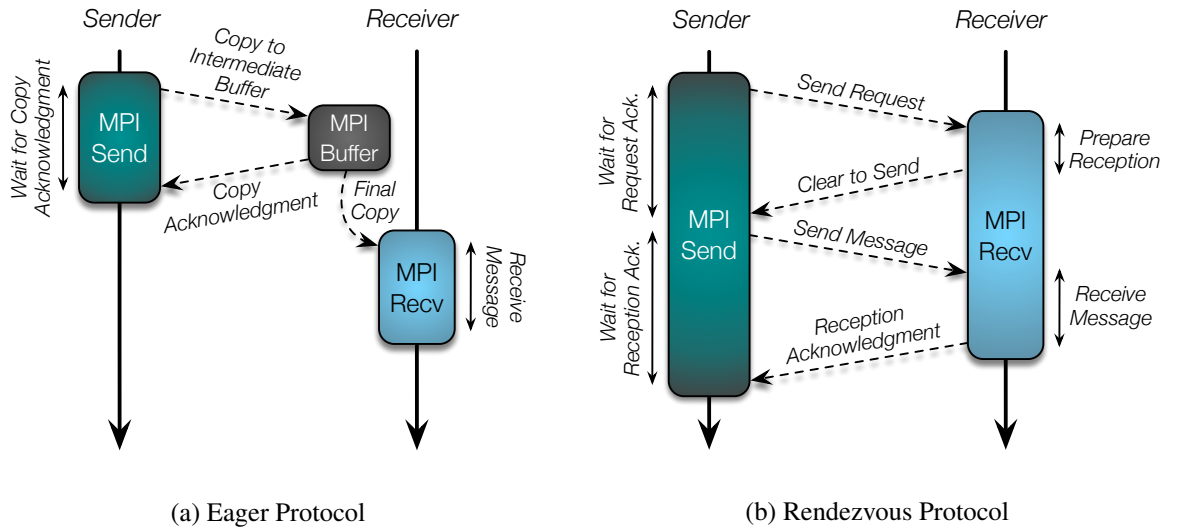 Sender
Receiver
Wait for Copy
Acknowledgment
MPI
Send
Copy to
Intermediate
Buffer
MPI
Buffer
Copy
Acknowledgment
Final
Copy
MPI
Recv
Receive
Message
(a) Eager Protocol
Sender
Receiver
Wait for
Request Ack.
Send Request
Prepare
Reception
Clear to Send
MPI
Send
MPI
Recv
Send Message
Wait for
Reception Ack.
Receive
Message
Reception
Acknowledgment
(b) Rendezvous Protocol